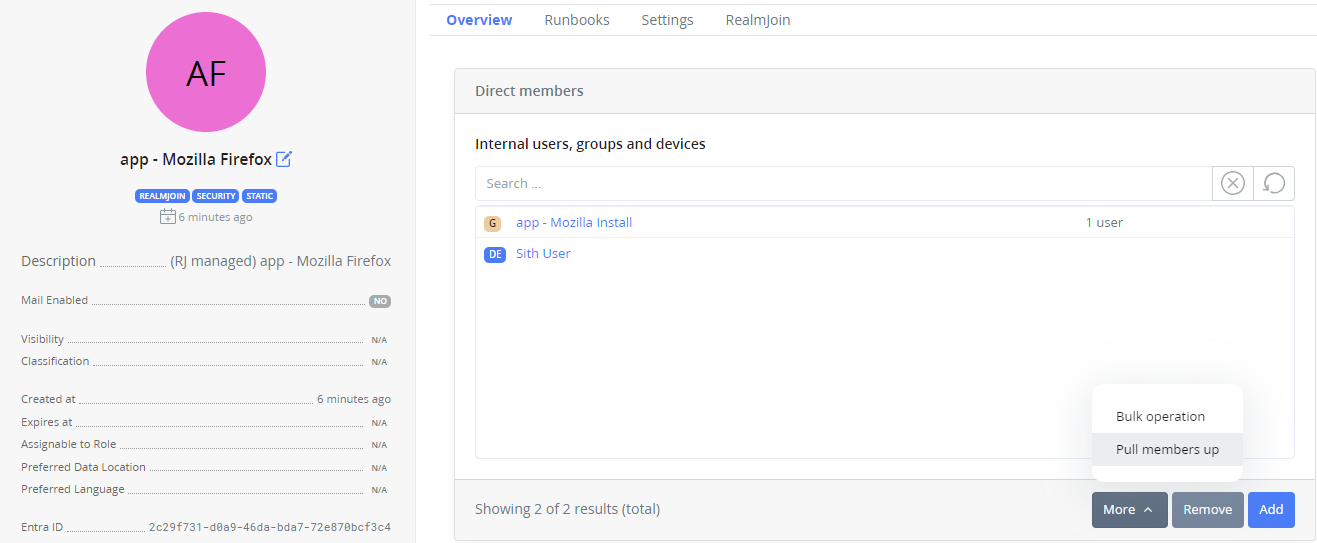 AF
app - Mozilla Firefox
REALMJOIN SECURITY STATIC
6 minutes ago
Description (RJ managed) app - Mozilla Firefox
Mail Enabled NO
Visibility N/A
Classification N/A
Created at 6 minutes ago
Expires at N/A
Assignable to Role N/A
Preferred Data Location N/A
Preferred Language N/A
Entra ID 2c29f731-d0a9-46da-bda7-72e870bcf3c4
Overview Runbooks Settings RealmJoin
Direct members
Internal users, groups and devices
Search ...
G app - Mozilla Install 1 user
DE Sith User
Bulk operation
Pull members up
Showing 2 of 2 results (total)
More Remove Add